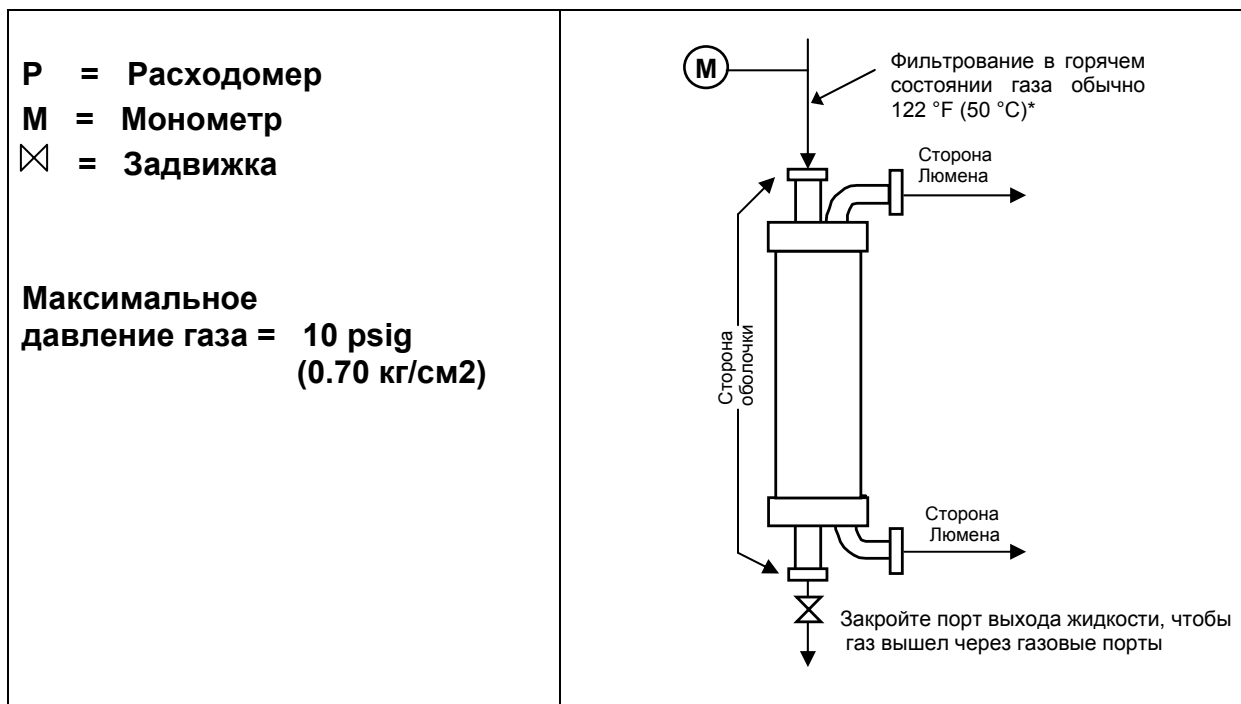 Р = Расходомер
М = Монометр
= Задвижка
Максимальное
давление газа = 10 psig
(0.70 кг/см2)
М
Фильтрование в горячем
состоянии газа обычно
122 °F (50 °C)*
Сторона
Люмена
Сторона
оболочки
Сторона
Люмена
Закройте порт выхода жидкости, чтобы
газ вышел через газовые порты